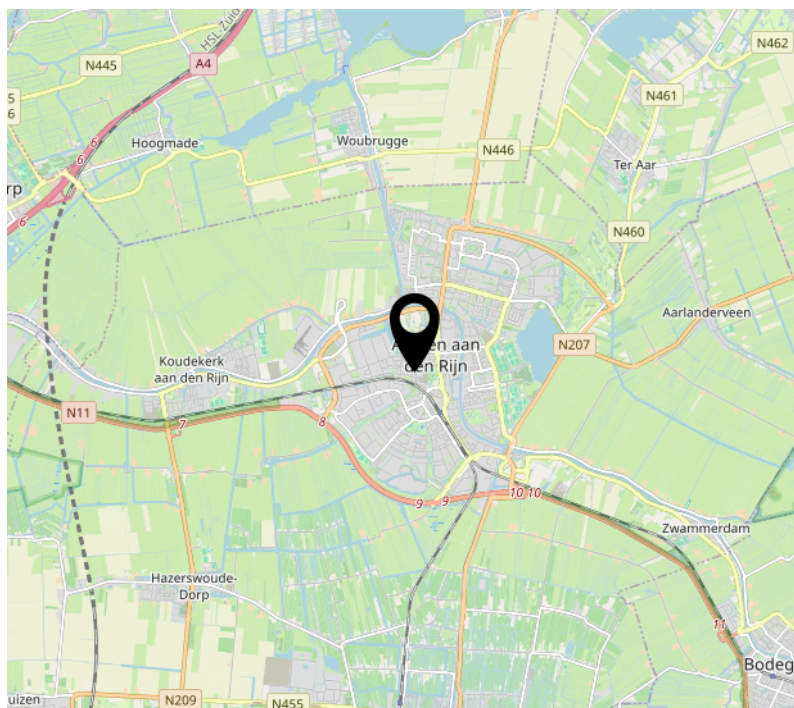 HSL-Zuid
N462
N445
A4
N461
5
6
6
Hoogmade
Woubrugge
N446
Ter Aar
6
rp
6
N460
Aarlanderveen
Koudekerk
aan den Rijn
en aan
den Rijn
N207
N11
7
8
9
9
10
10
Zwammerdam
Hazerswoude-
Dorp
11
Bodeg
uizen
N209
N455